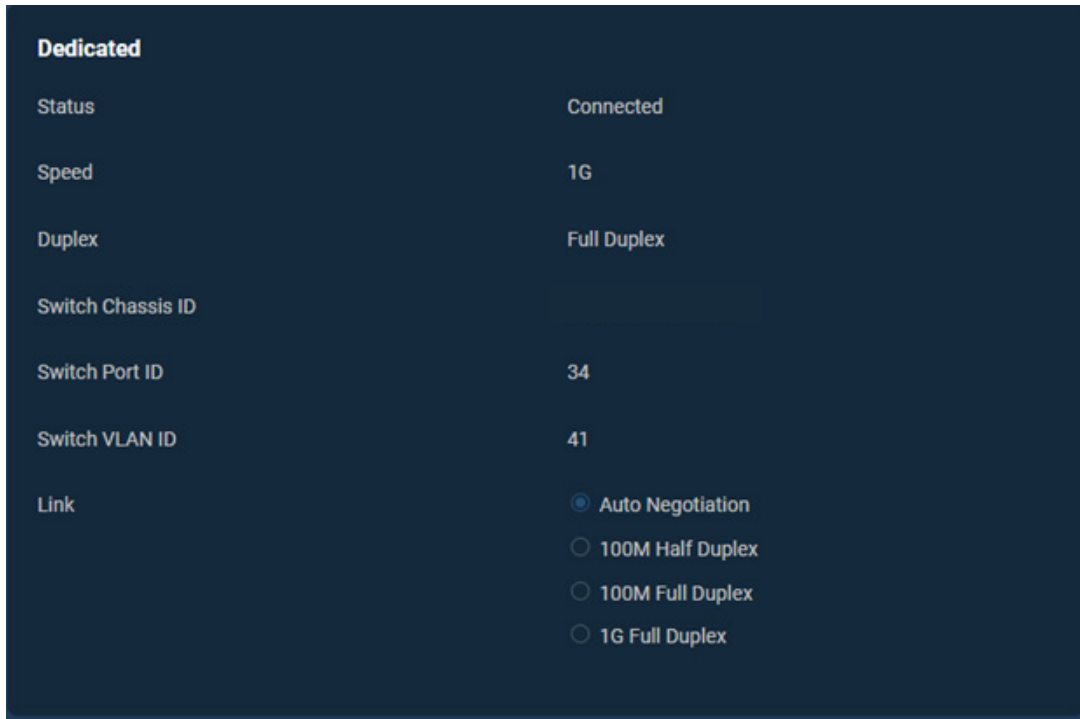 Dedicated
Status Connected
Speed 1G
Duplex Full Duplex
Switch Chassis ID
Switch Port ID 34
Switch VLAN ID 41
Link Auto Negotiation
100M Half Duplex
100M Full Duplex
1G Full Duplex